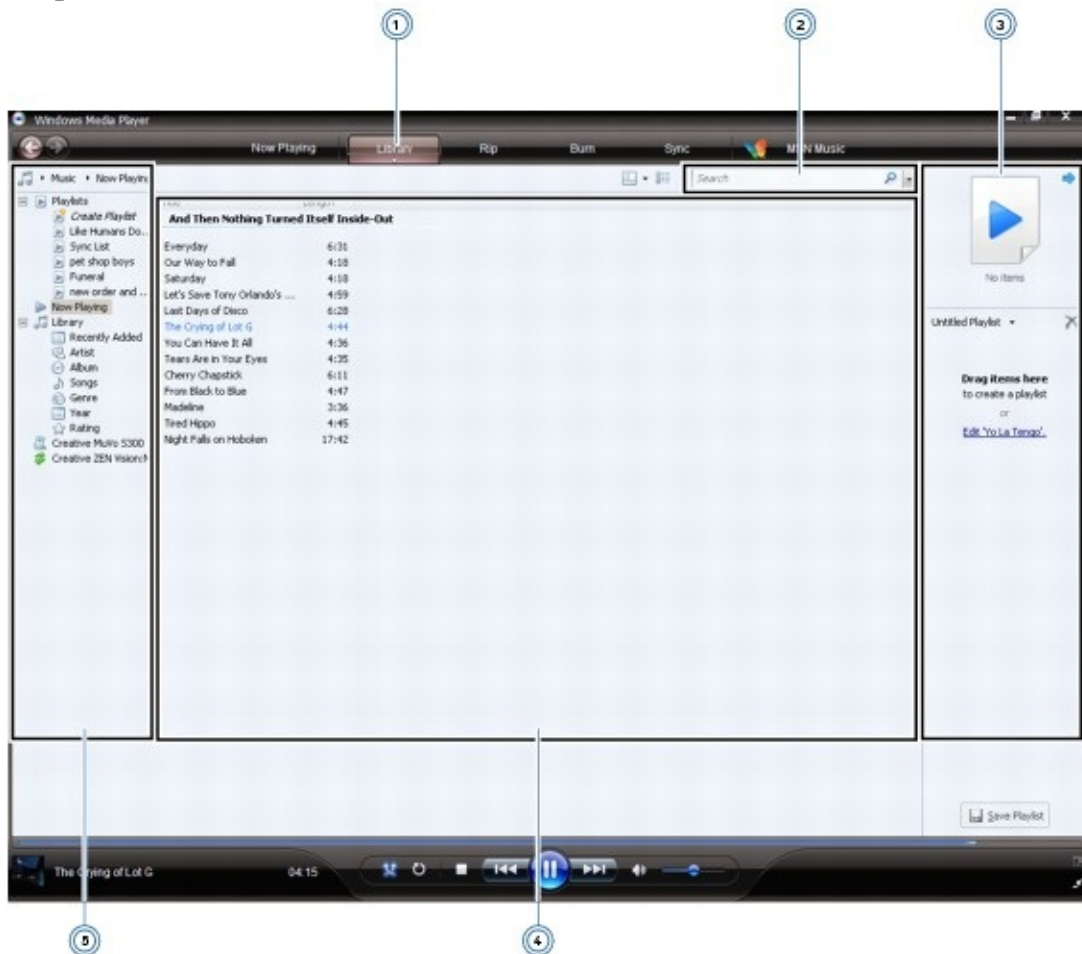 1
2
3
Windows Media Player
Now Playing
Library
Rip
Burn
Sync
MSN Music
Music
Now Playing
Search
Playlists
Create Playlist
Like Humans Do...
Sync List
pet shop boys
Funeral
new order and ...
Now Playing
Library
Recently Added
Artist
Album
Songs
Genre
Year
Rating
Creative MuVo S300
Creative ZEN Vision:M
Length
And Then Nothing Turned Itself Inside-Out
Everyday 6:31
Our Way to Fall 4:18
Saturday 4:18
Let's Save Tony Orlando's ... 4:59
Last Days of Disco 6:28
The Crying of Lot G 4:44
You Can Have It All 4:36
Tears Are in Your Eyes 4:35
Cherry Chapstick 6:11
From Black to Blue 4:47
Madeline 3:36
Tired Hippo 4:45
Night Falls on Hoboken 17:42
No items
Untitled Playlist
Drag items here
to create a playlist
or
Edit 'Yo La Tengo'.
Save Playlist
The Crying of Lot G
04:15
5
4